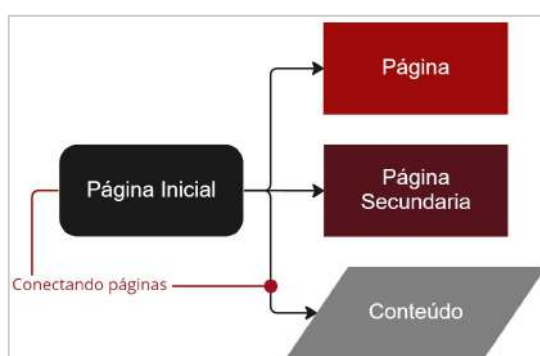 Página
Página Inicial
Página
Secundaria
Conectando páginas
Conteúdo